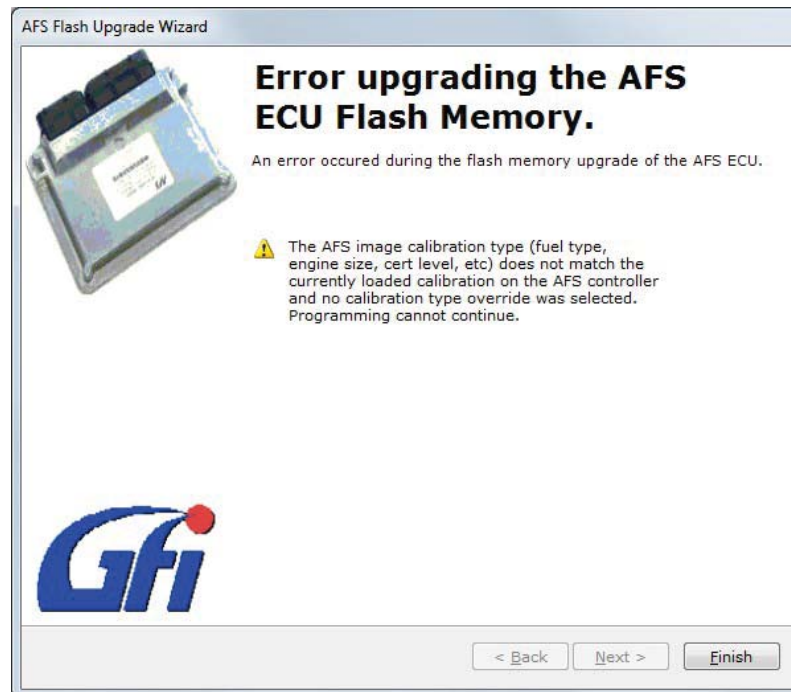 AFS Flash Upgrade Wizard
Error upgrading the AFS
ECU Flash Memory.
An error occured during the flash memory upgrade of the AFS ECU.
The AFS image calibration type (fuel type,
engine size, cert level, etc) does not match the
currently loaded calibration on the AFS controller
and no calibration type override was selected.
Programming cannot continue.
Gfi
< Back
Next >
Finish